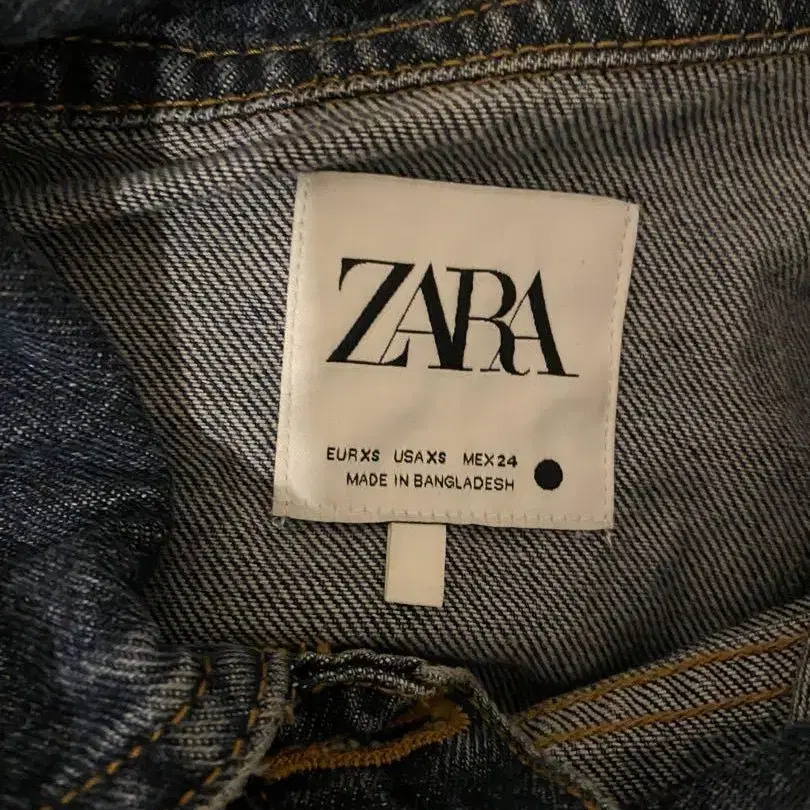 ZARA
EUR XS USA XS MEX 24
MADE IN BANGLADESH